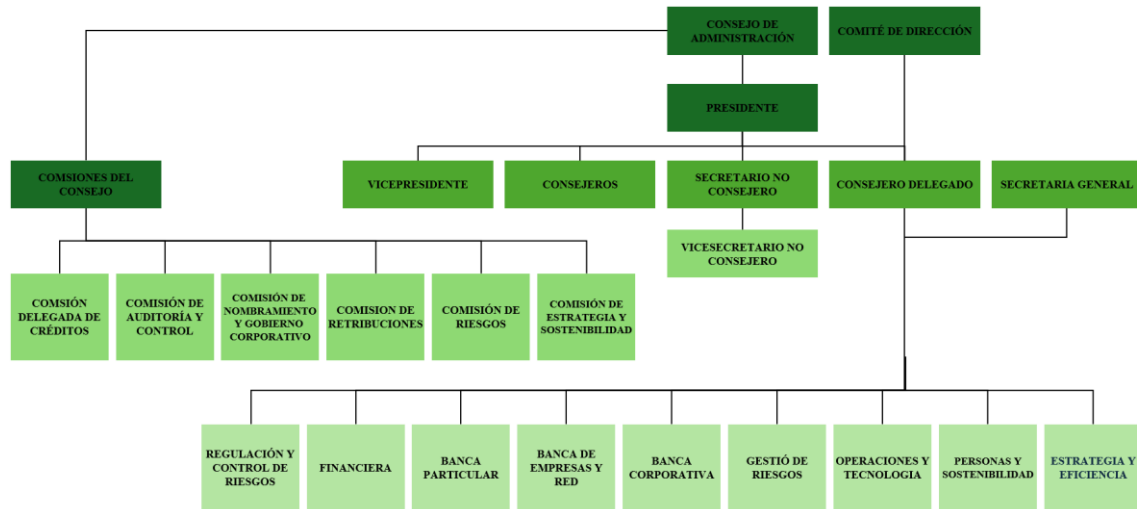 CONSEJO DE
ADMINISTRACIÓN
COMITÉ DE DIRECCIÓN
PRESIDENTE
COMSIONES DEL
CONSEJO
VICEPRESIDENTE
CONSEJEROS
SECRETARIO NO
CONSEJERO
CONSEJERO DELEGADO
SECRETARIA GENERAL
VICESECRETARIO NO
CONSEJERO
COMSIÓN
DELEGADA DE
CRÉDITOS
COMISIÓN DE
AUDITORÍA Y
CONTROL
COMISIÓN DE
NOMBRAMIENTO
Y GOBIERNO
CORPORATIVO
COMISION DE
RETRIBUCIONES
COMISIÓN DE
RIESGOS
COMISIÓN DE
ESTRATEGIA Y
SOSTENIBILIDAD
REGULACIÓN Y
CONTROL DE
RIESGOS
FINANCIERA
BANCA
PARTICULAR
BANCA DE
EMPRESAS Y
RED
BANCA
CORPORATIVA
GESTIÓ DE
RIESGOS
OPERACIONES Y
TECNOLOGIA
PERSONAS Y
SOSTENIBILIDAD
ESTRATEGIA Y
EFICIENCIA